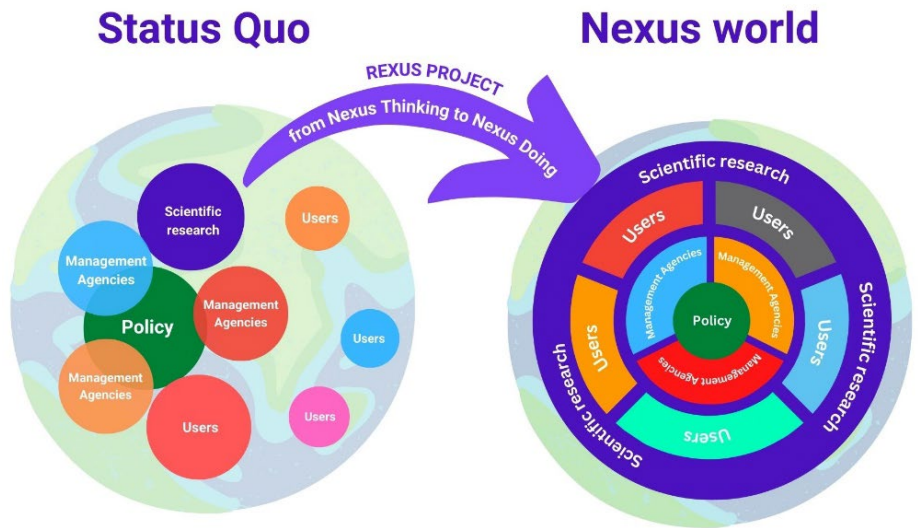 Status Quo
Nexus world
REXUS PROJECT
from Nexus Thinking to Nexus Doing
Scientific
research
Users
Management
Agencies
Policy
Management
Agencies
Users
Management
Agencies
Users
Users
Scientific research
Users
Users
Management Agencies
Management Agencies
Policy
Users
Users
Management Agencies
Users
Scientific research
Scientific research